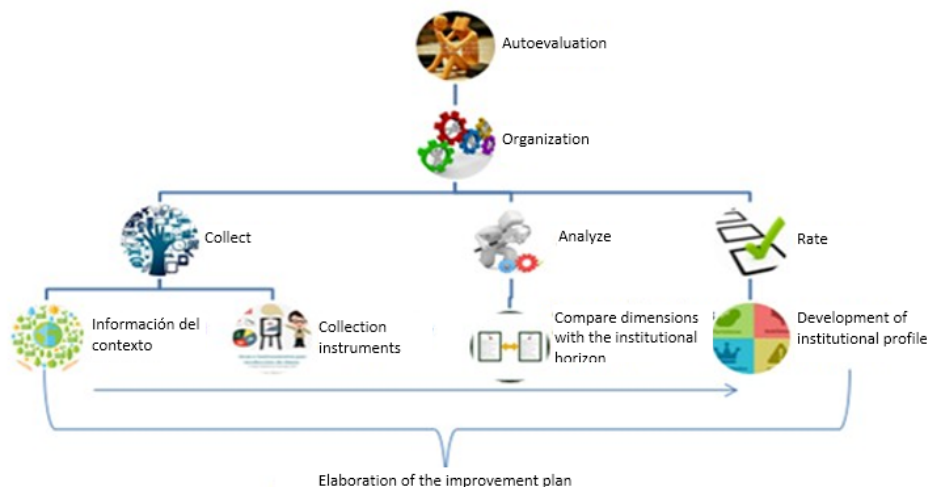 Autoevaluation
Organization
Collect
Analyze
Rate
Información del
contexto
Collection
instruments
Compare dimensions
with the institutional
horizon
Development of
institutional profile
Elaboration of the improvement plan